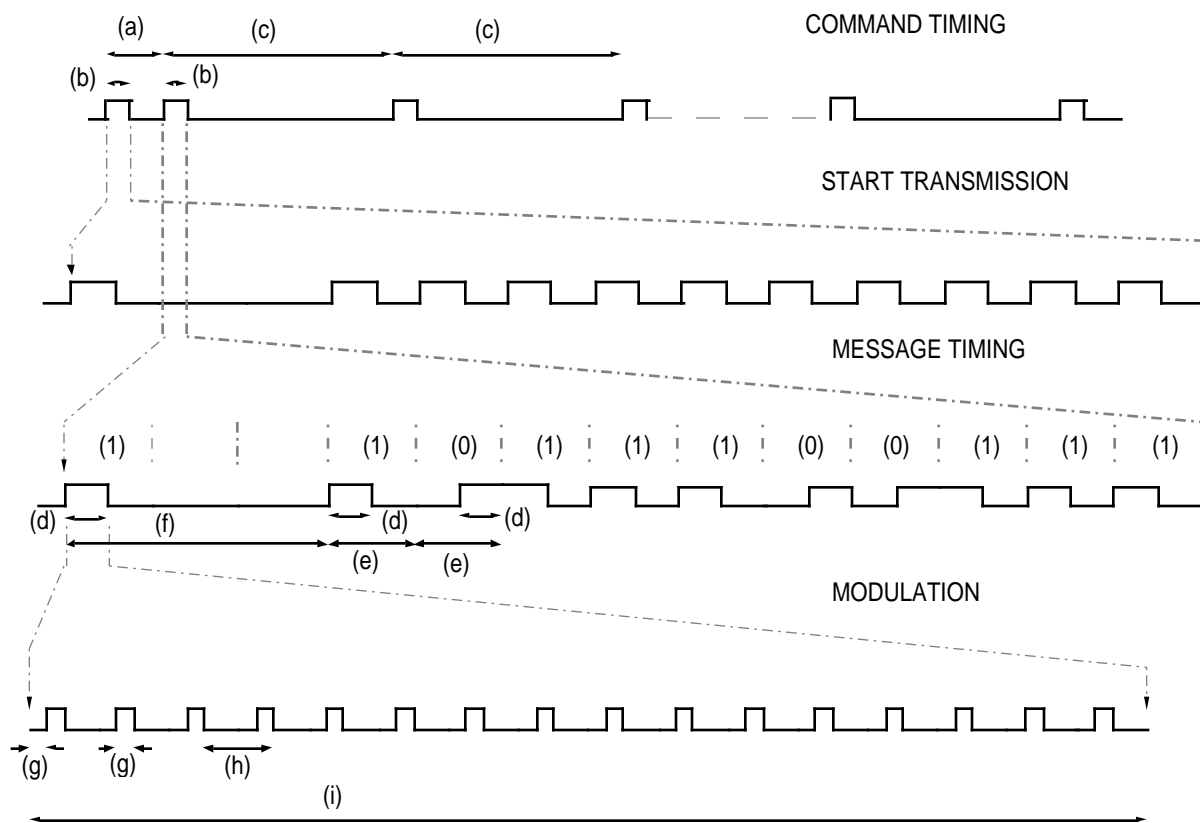 (a) (c) (c) COMMAND TIMING
(b) (b)
START TRANSMISSION
MESSAGE TIMING
(1) (1) (0) (1) (1) (1) (0) (0) (1) (1) (1)
(d) (f) (d) (d)
(e) (e)
MODULATION
(g) (g) (h)
(i)